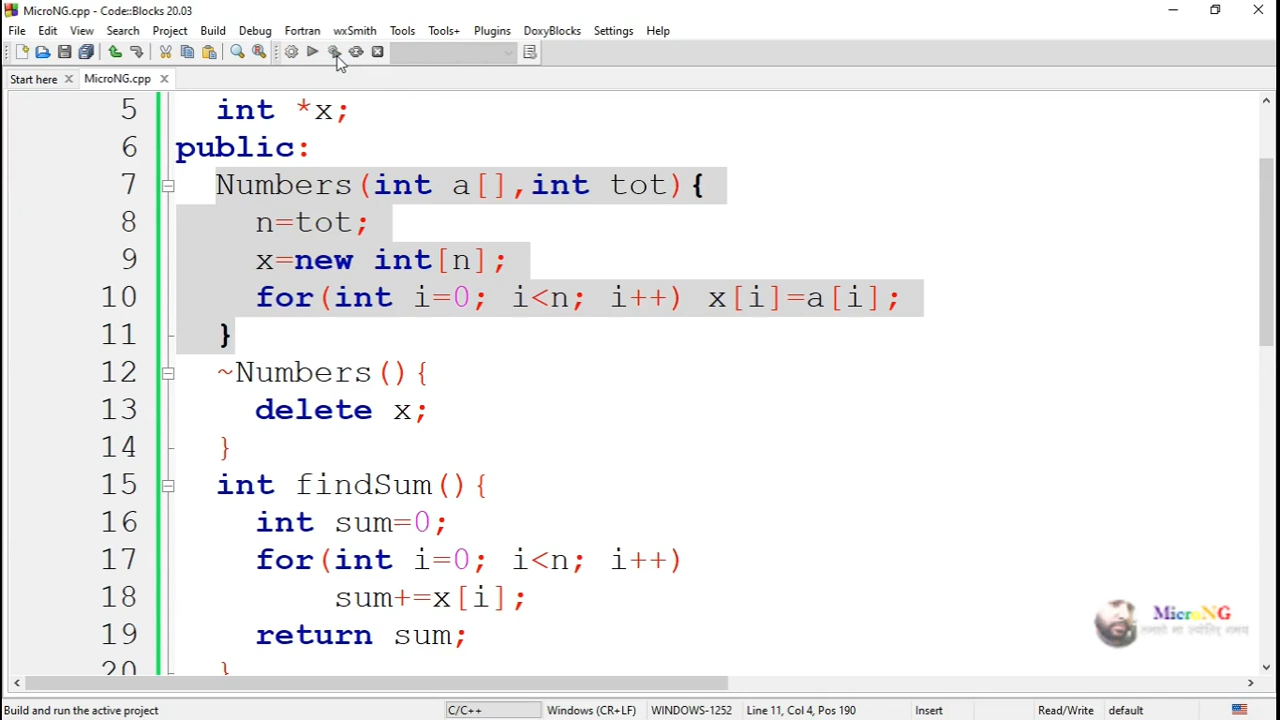 MicroNG.cpp - Code::Blocks 20.03
File Edit View Search Project Build Debug Fortran wxSmith Tools Tools+ Plugins DoxyBlocks Settings Help
Start here MicroNG.cpp
5 int *x;
6 public:
7 Numbers(int a[],int tot){
8 n=tot;
9 x=new int[n];
10 for(int i=0; i<n; i++) x[i]=a[i];
11 }
12 ~Numbers(){
13 delete x;
14 }
15 int findSum(){
16 int sum=0;
17 for(int i=0; i<n; i++)
18 sum+=x[i];
19 return sum;
20 }
MicroNG
तमसो मा ज्योतिर् गमय
Build and run the active project C/C++ Windows (CR+LF) WINDOWS-1252 Line 11, Col 4, Pos 190 Insert Read/Write default